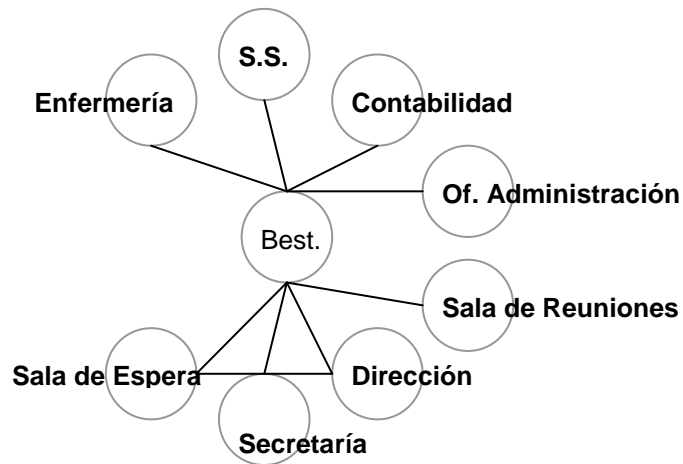 S.S.
Enfermería
Contabilidad
Of. Administración
Best.
Sala de Reuniones
Sala de Espera
Dirección
Secretaría